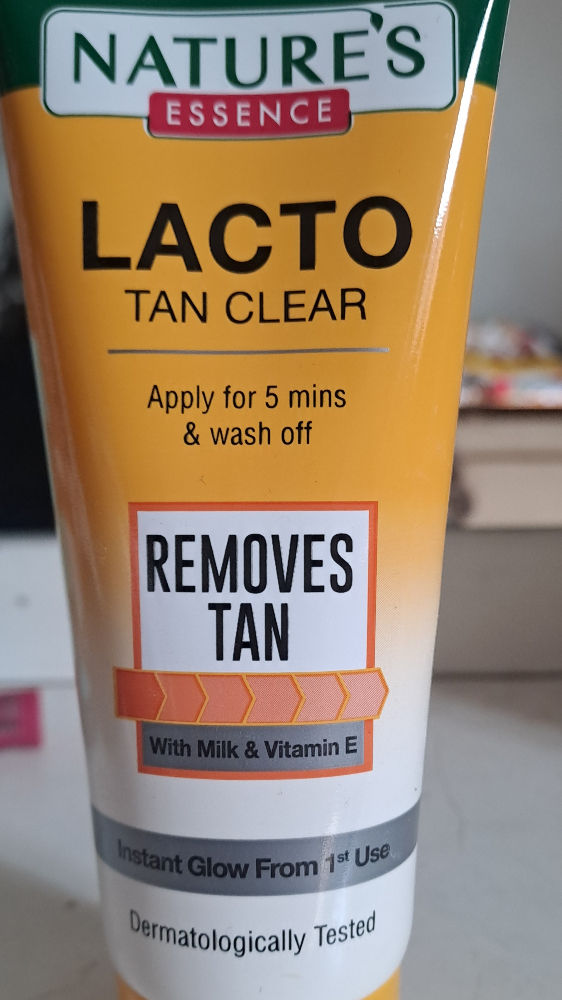 NATURE'S
ESSENCE
LACTO
TAN CLEAR
Apply for 5 mins
& wash off
REMOVES
TAN
With Milk & Vitamin E
Instant Glow From 1st Use
Dermatologically Tested